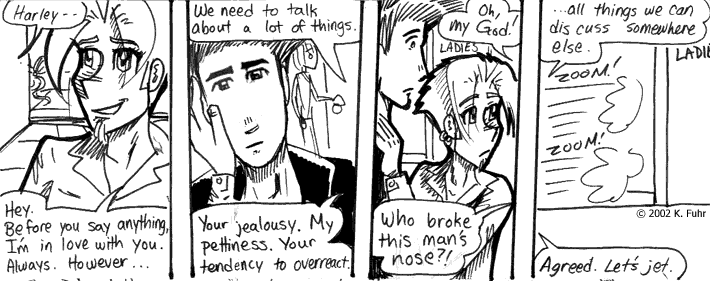 Harley --
Hey.
Before you say anything,
I'm in love with you.
Always. However...
We need to talk
about a lot of things.
Your jealousy. My
pettiness. Your
tendency to overreact.
Oh,
my God!
LADIES
Who broke
this man's
nose?!
...all things we can
dis cuss somewhere
else.
LADIE
ZOOM!
ZOOM!
© 2002 K. Fuhr
Agreed. Let's jet.